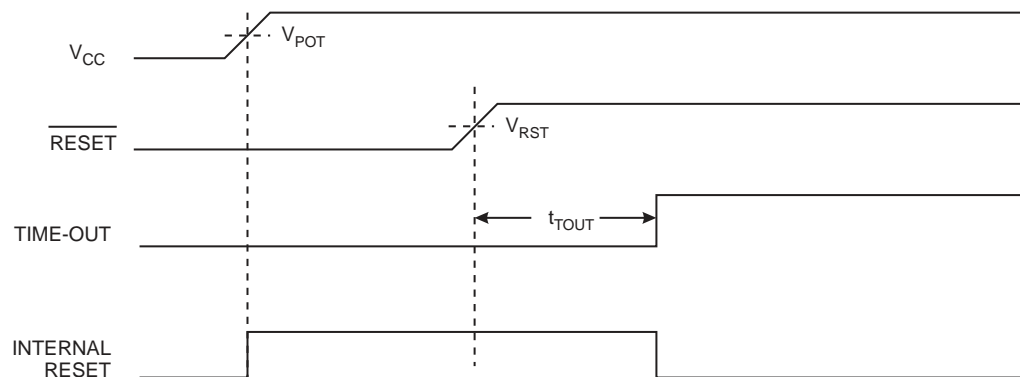 V_CC
V_POT
RESET
V_RST
TIME-OUT
t_TOUT
INTERNAL
RESET